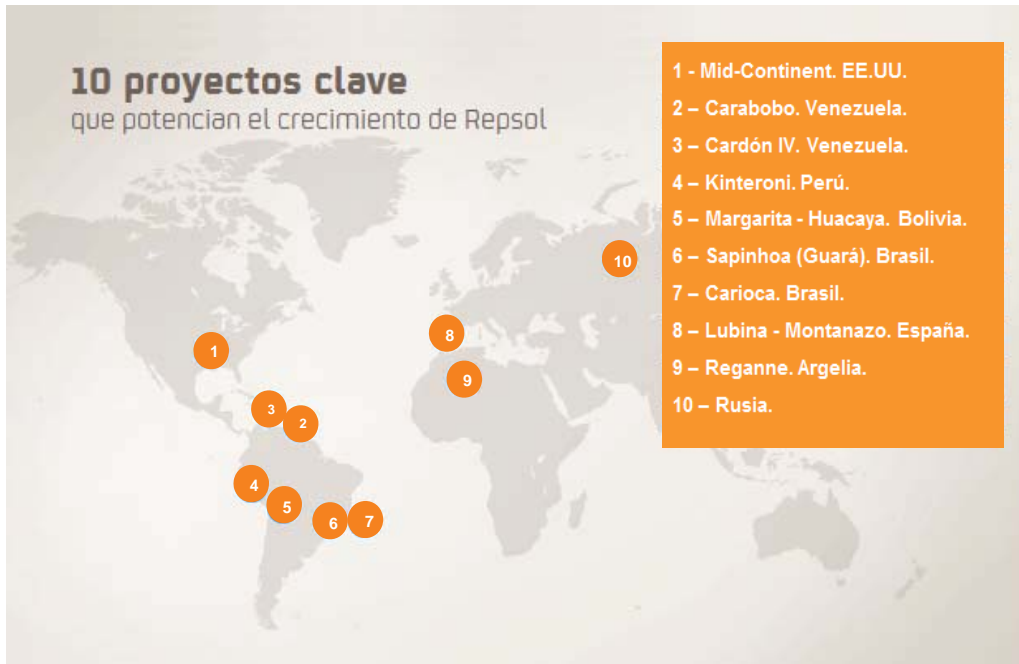 10 proyectos clave
que potencian el crecimiento de Repsol
1 - Mid-Continent. EE.UU.
2 – Carabobo. Venezuela.
3 – Cardón IV. Venezuela.
4 – Kinteroni. Perú.
5 – Margarita - Huacaya. Bolivia.
6 – Sapinhoa (Guará). Brasil.
7 – Carioca. Brasil.
8 – Lubina - Montanazo. España.
9 – Reganne. Argelia.
10 – Rusia.
10
8
1
9
3
2
4
5
6
7